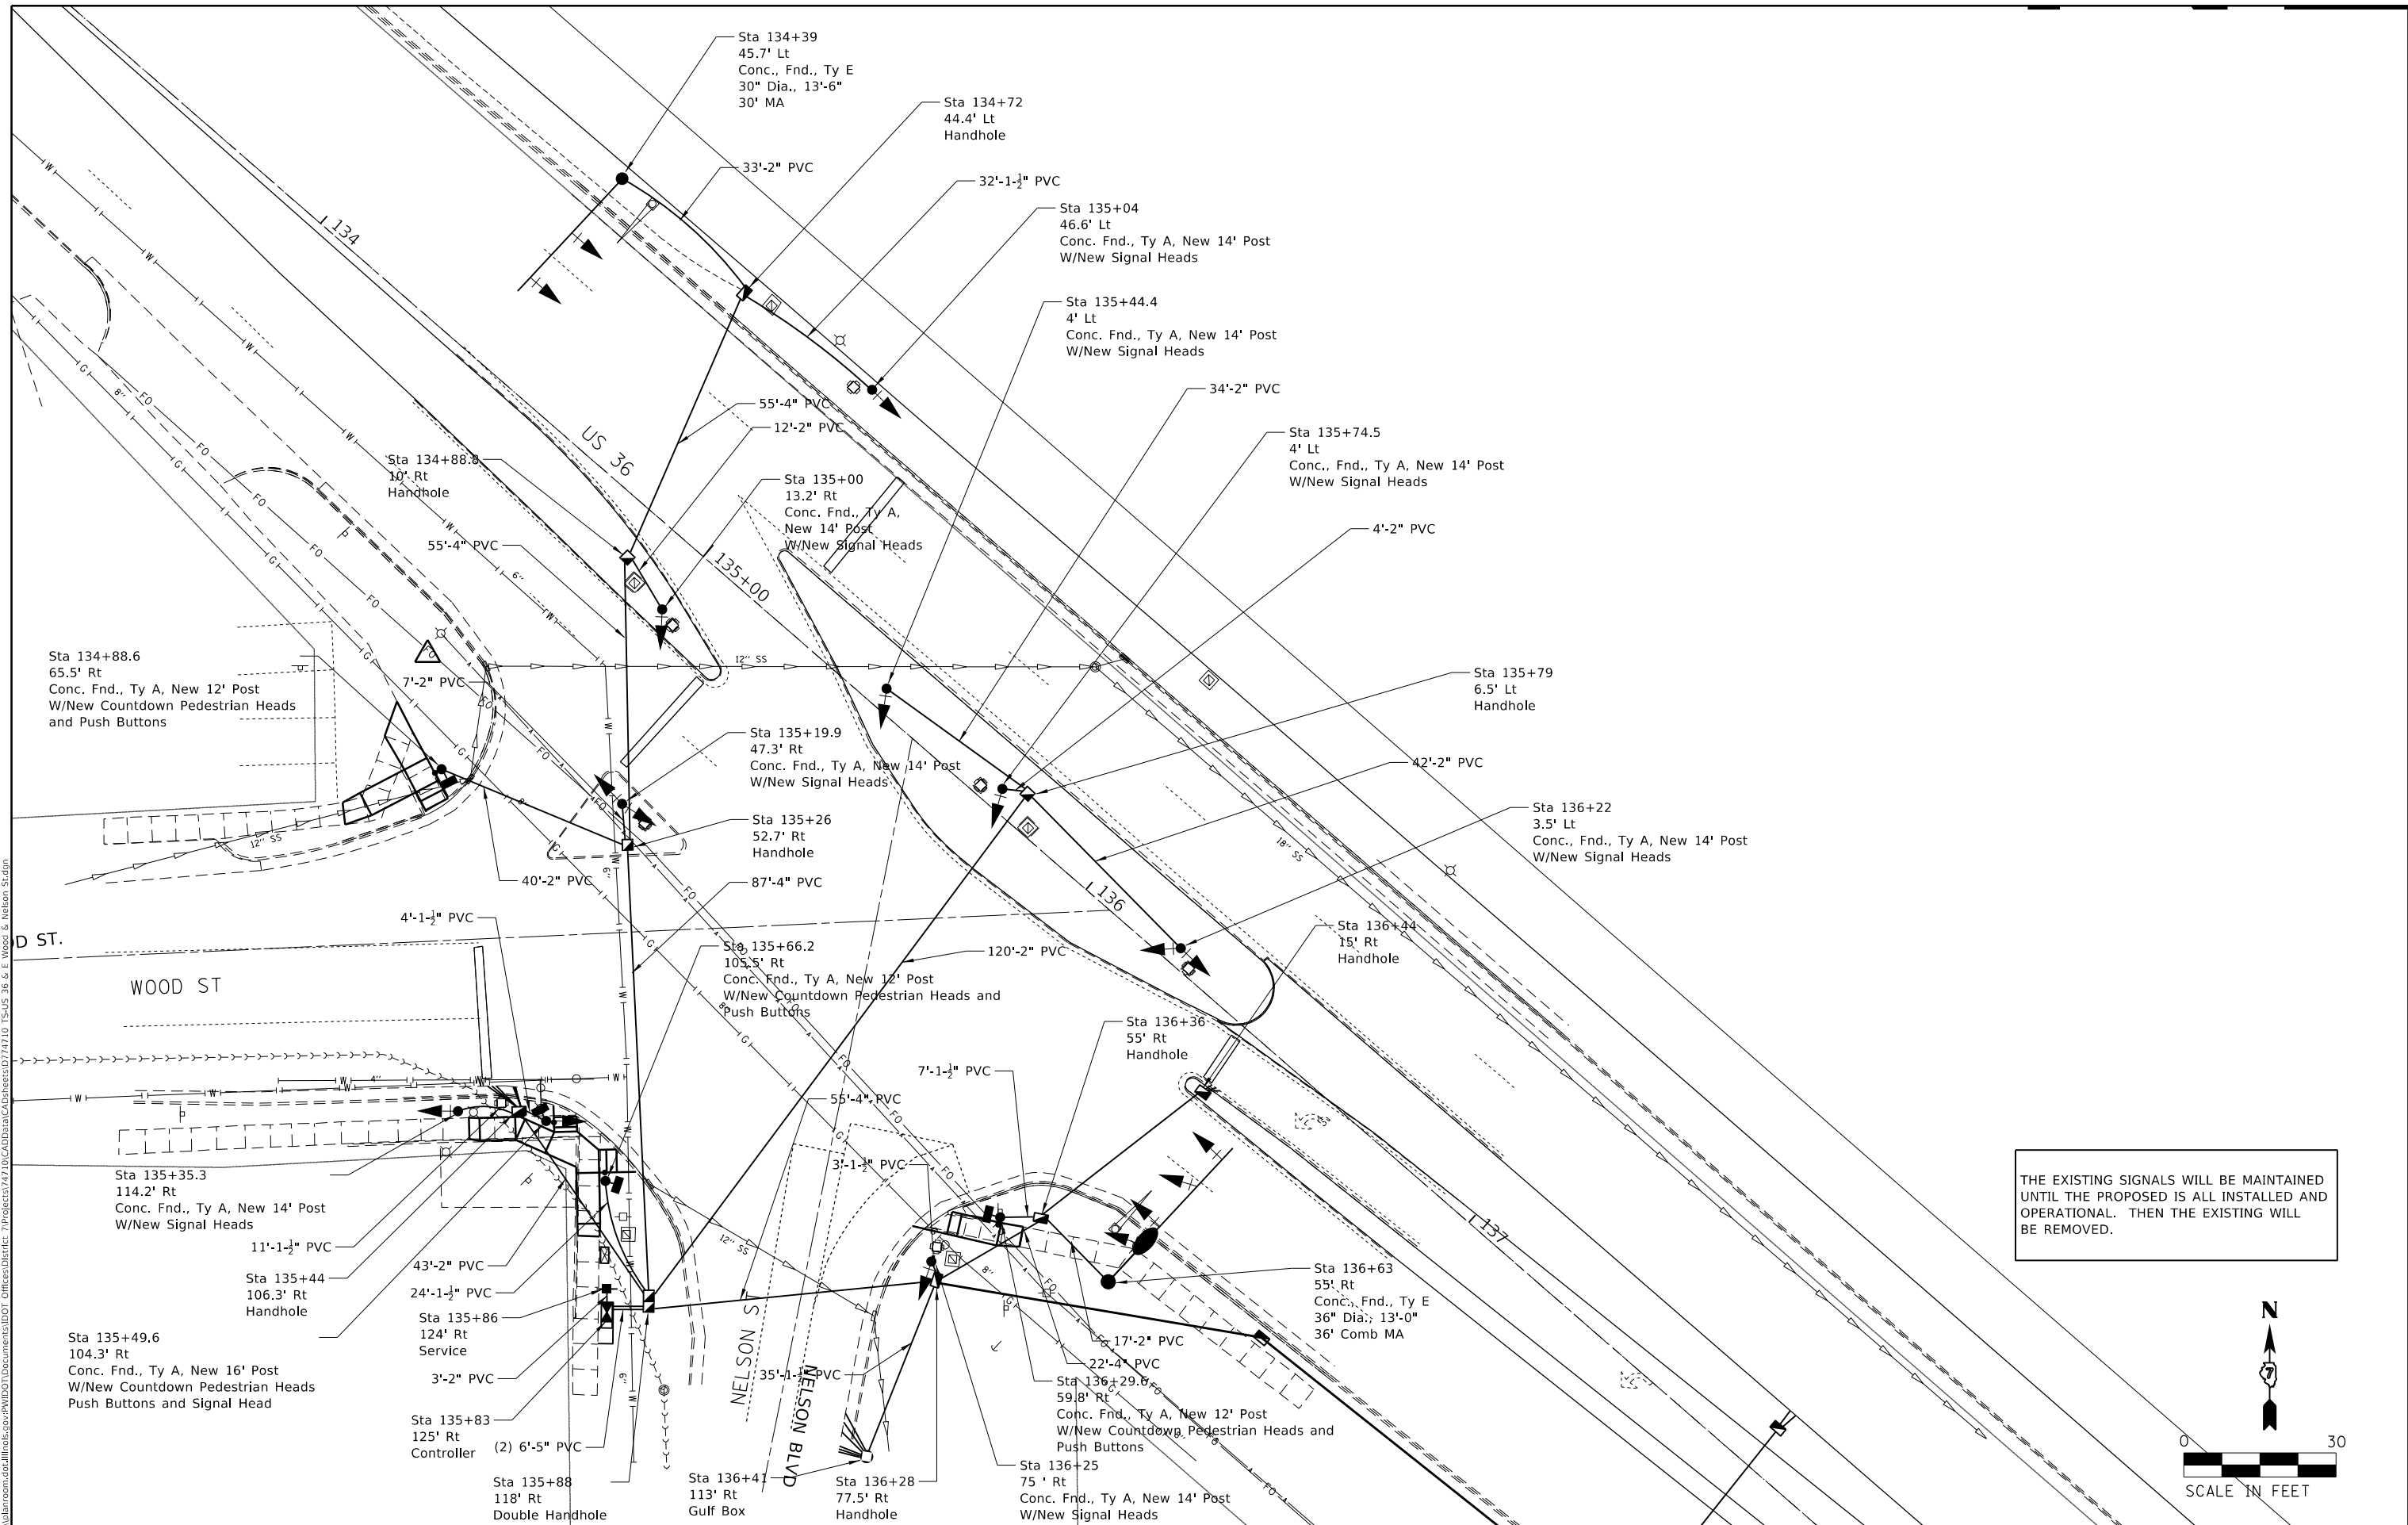 Sta 134+39
45.7' Lt
Conc., Fnd., Ty E
30" Dia., 13'-6"
30' MA
Sta 134+72
44.4' Lt
Handhole
33'-2" PVC
32'-1-½" PVC
Sta 135+04
46.6' Lt
Conc. Fnd., Ty A, New 14' Post
W/New Signal Heads
134
Sta 135+44.4
4' Lt
Conc. Fnd., Ty A, New 14' Post
W/New Signal Heads
34'-2" PVC
55'-4" PVC
12'-2" PVC
US 36
Sta 135+74.5
4' Lt
Conc., Fnd., Ty A, New 14' Post
W/New Signal Heads
Sta 134+88.8
10' Rt
Handhole
Sta 135+00
13.2' Rt
Conc. Fnd., Ty A,
New 14' Post
W/New Signal Heads
4'-2" PVC
55'-4" PVC
135+00
Sta 134+88.6
65.5' Rt
Conc. Fnd., Ty A, New 12' Post
W/New Countdown Pedestrian Heads
and Push Buttons
7'-2" PVC
12" SS
Sta 135+79
6.5' Lt
Handhole
Sta 135+19.9
47.3' Rt
Conc. Fnd., Ty A, New 14' Post
W/New Signal Heads
42'-2" PVC
Sta 136+22
3.5' Lt
Conc., Fnd., Ty A, New 14' Post
W/New Signal Heads
Sta 135+26
52.7' Rt
Handhole
12" SS
18" SS
40'-2" PVC
87'-4" PVC
136
4'-1-½" PVC
D ST.
WOOD ST
Sta 135+66.2
105.5' Rt
Conc. Fnd., Ty A, New 12' Post
W/New Countdown Pedestrian Heads and
Push Buttons
120'-2" PVC
Sta 136+44
15' Rt
Handhole
Sta 136+36
55' Rt
Handhole
7'-1-½" PVC
55'-4" PVC
3'-1-½" PVC
Sta 135+35.3
114.2' Rt
Conc. Fnd., Ty A, New 14' Post
W/New Signal Heads
11'-1-½" PVC
43'-2" PVC
Sta 135+44
106.3' Rt
Handhole
24'-1-½" PVC
12" SS
137
THE EXISTING SIGNALS WILL BE MAINTAINED
UNTIL THE PROPOSED IS ALL INSTALLED AND
OPERATIONAL. THEN THE EXISTING WILL
BE REMOVED.
Sta 135+86
124' Rt
Service
Sta 136+63
55' Rt
Conc., Fnd., Ty E
36" Dia., 13'-0"
36' Comb MA
Sta 135+49.6
104.3' Rt
Conc. Fnd., Ty A, New 16' Post
W/New Countdown Pedestrian Heads
Push Buttons and Signal Head
3'-2" PVC
NELSON S
NELSON BLVD
35'-1-½" PVC
17'-2" PVC
22'-4" PVC
Sta 136+29.6
59.8' Rt
Conc. Fnd., Ty A, New 12' Post
W/New Countdown Pedestrian Heads and
Push Buttons
Sta 135+83
125' Rt
Controller
(2) 6'-5" PVC
Sta 135+88
118' Rt
Double Handhole
Sta 136+41
113' Rt
Gulf Box
Sta 136+28
77.5' Rt
Handhole
Sta 136+25
75 ' Rt
Conc. Fnd., Ty A, New 14' Post
W/New Signal Heads
N
7
0 30
SCALE IN FEET